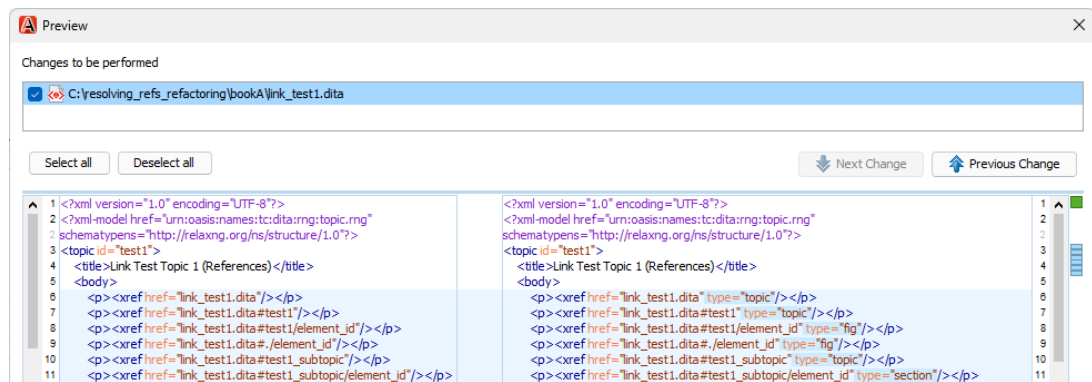 Preview
Changes to be performed
C:\resolving_refs_refactoring\bookA\link_test1.dita
Select all
Deselect all
Next Change
Previous Change
1 <?xml version="1.0" encoding="UTF-8"?>
2 <?xml-model href="urn:oasis:names:tc:dita:rng:topic.rng"
2 schematypens="http://relaxng.org/ns/structure/1.0"?>
3 <topic id="test1">
4 <title>Link Test Topic 1 (References)</title>
5 <body>
6 <p><xref href="link_test1.dita"/></p>
7 <p><xref href="link_test1.dita#test1"/></p>
8 <p><xref href="link_test1.dita#test1/element_id"/></p>
9 <p><xref href="link_test1.dita#./element_id"/></p>
10 <p><xref href="link_test1.dita#test1_subtopic"/></p>
11 <p><xref href="link_test1.dita#test1_subtopic/element_id"/></p>
<?xml version="1.0" encoding="UTF-8"?> 1
<?xml-model href="urn:oasis:names:tc:dita:rng:topic.rng" 2
schematypens="http://relaxng.org/ns/structure/1.0"?> 2
<topic id="test1"> 3
<title>Link Test Topic 1 (References)</title> 4
<body> 5
<p><xref href="link_test1.dita" type="topic"/></p> 6
<p><xref href="link_test1.dita#test1" type="topic"/></p> 7
<p><xref href="link_test1.dita#test1/element_id" type="fig"/></p> 8
<p><xref href="link_test1.dita#./element_id" type="fig"/></p> 9
<p><xref href="link_test1.dita#test1_subtopic" type="topic"/></p> 10
<p><xref href="link_test1.dita#test1_subtopic/element_id" type="section"/></p> 11